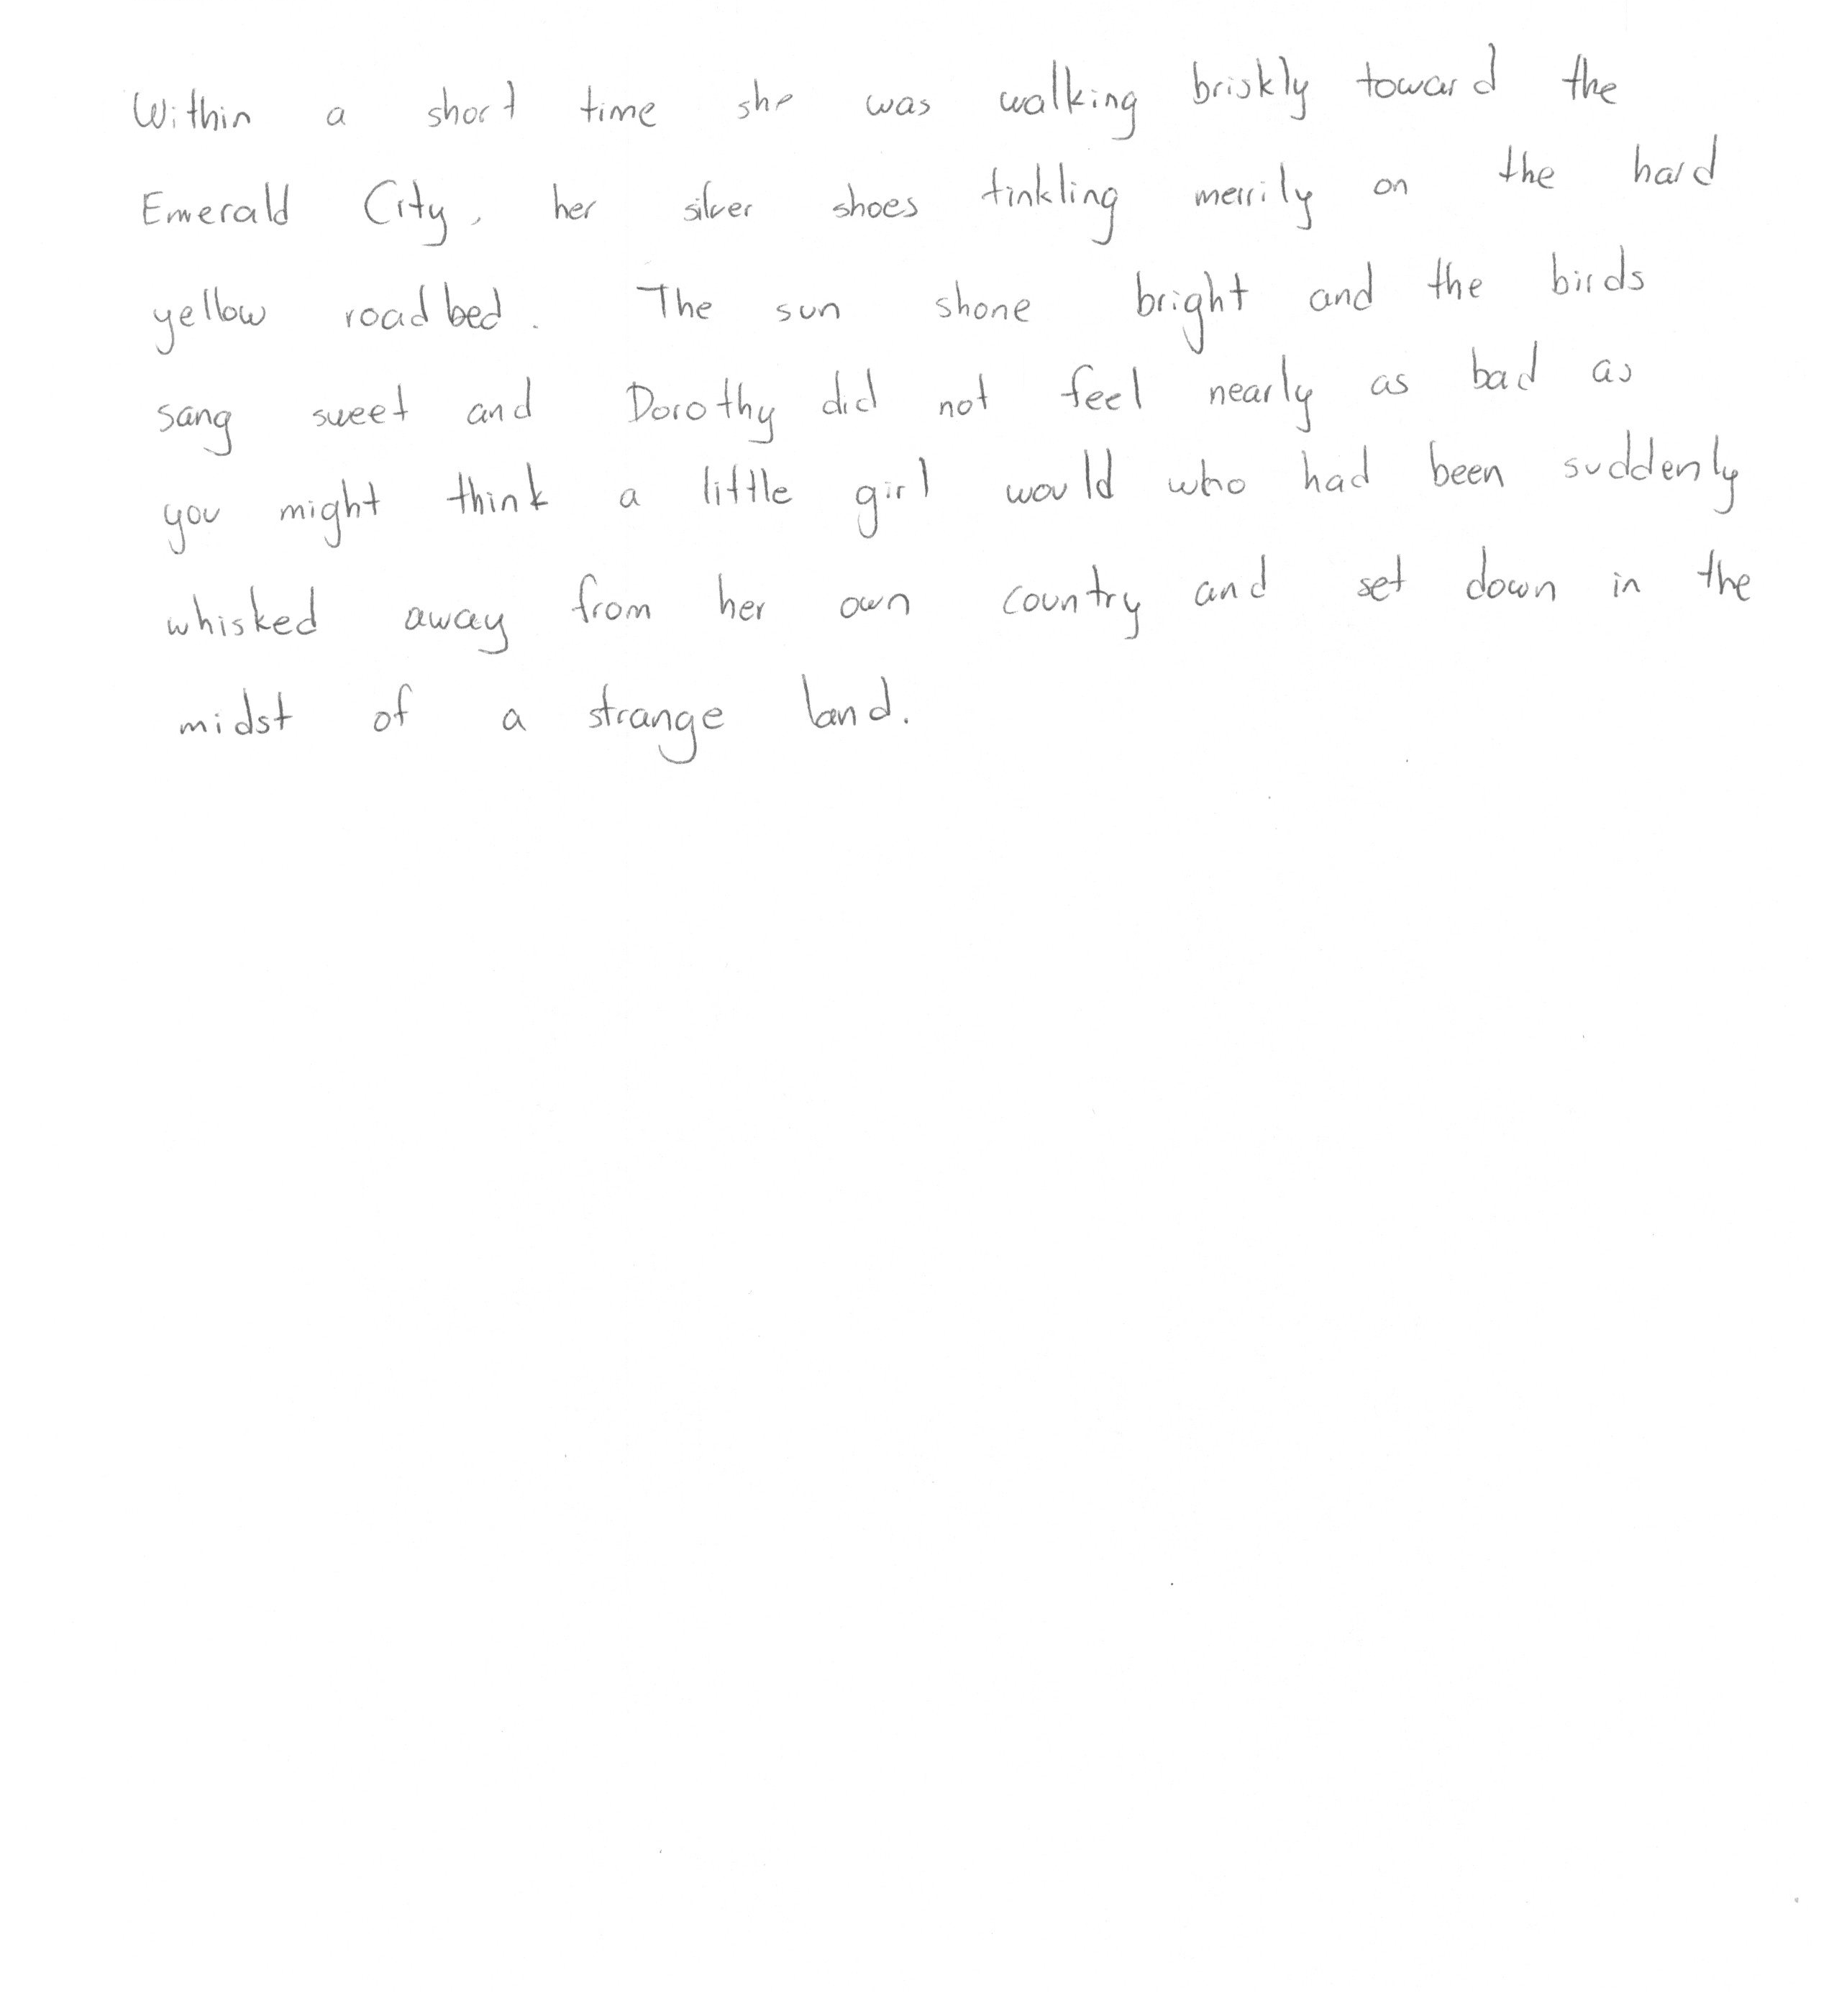 Within a short time she was walking briskly toward the
Emerald City, her silver shoes tinkling merrily on the hard
yellow roadbed. The sun shone bright and the birds
sang sweet and Dorothy did not feel nearly as bad as
you might think a little girl would who had been suddenly
whisked away from her own country and set down in the
midst of a strange land.